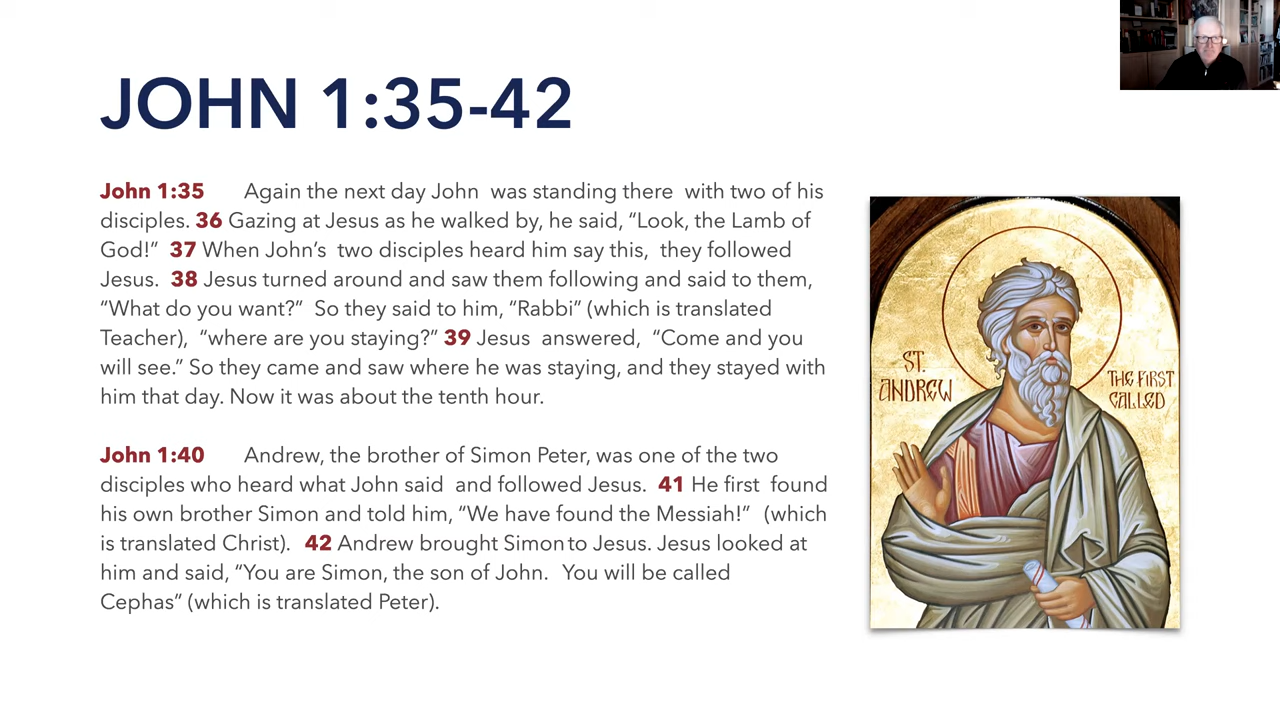 JOHN 1:35-42
John 1:35 Again the next day John was standing there with two of his
disciples. 36 Gazing at Jesus as he walked by, he said, “Look, the Lamb of
God!” 37 When John’s two disciples heard him say this, they followed
Jesus. 38 Jesus turned around and saw them following and said to them,
“What do you want?” So they said to him, “Rabbi” (which is translated
Teacher), “where are you staying?” 39 Jesus answered, “Come and you
will see.” So they came and saw where he was staying, and they stayed with
him that day. Now it was about the tenth hour.
John 1:40 Andrew, the brother of Simon Peter, was one of the two
disciples who heard what John said and followed Jesus. 41 He first found
his own brother Simon and told him, “We have found the Messiah!” (which
is translated Christ). 42 Andrew brought Simon to Jesus. Jesus looked at
him and said, “You are Simon, the son of John. You will be called
Cephas” (which is translated Peter).
ST.
ANDREW
THE FIRST
CALLED